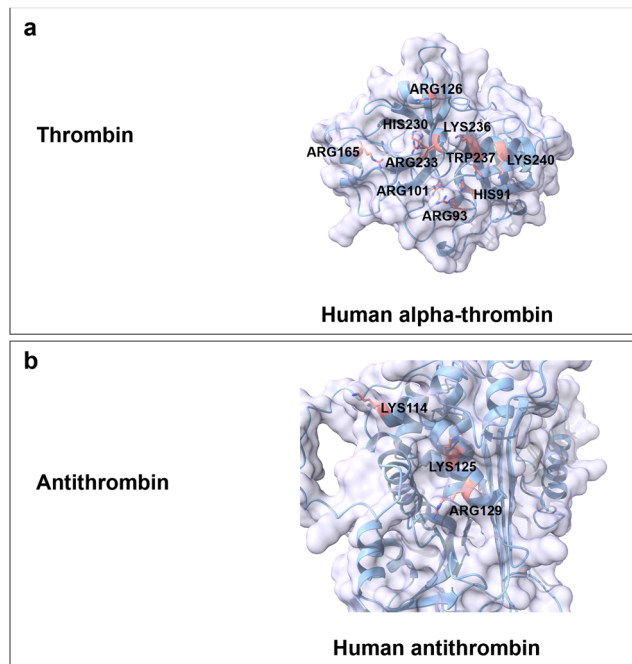 a
Thrombin
ARG126
HIS230 LYS236
ARG165 ARG233 TRP237 LYS240
ARG101 HIS91
ARG93
Human alpha-thrombin
b
Antithrombin
LYS114
LYS125
ARG129
Human antithrombin